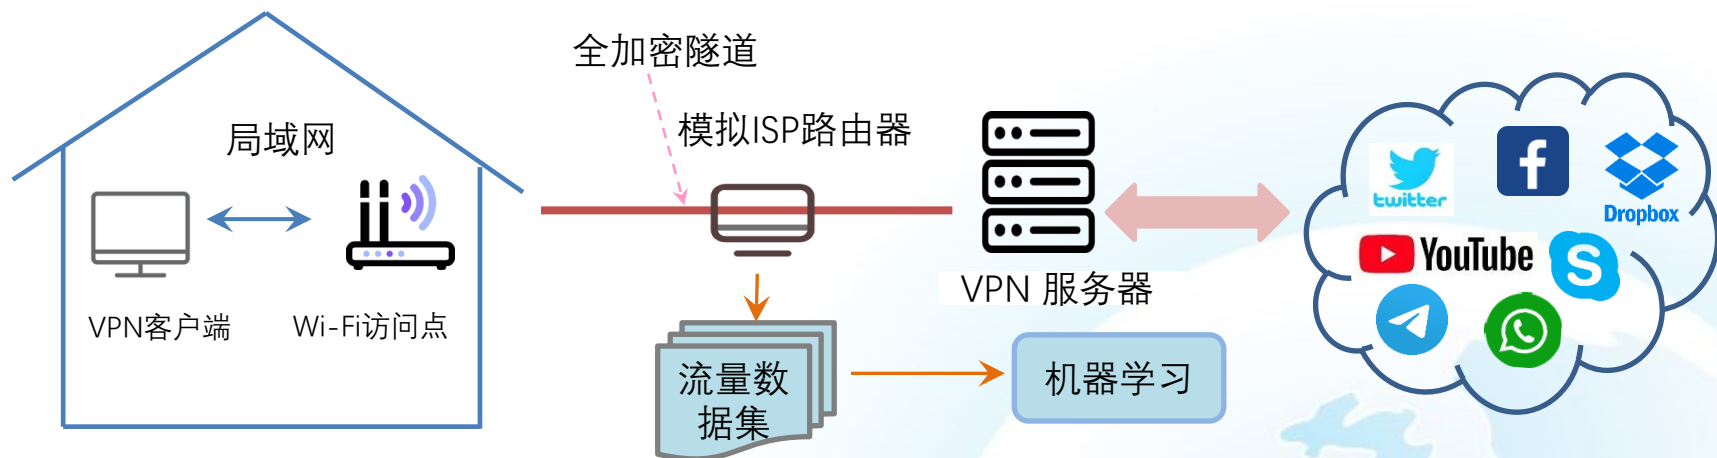 全加密隧道
模拟ISP路由器
局域网
twitter
f
Dropbox
YouTube
S
VPN 服务器
VPN客户端
Wi-Fi访问点
流量数
据集
机器学习